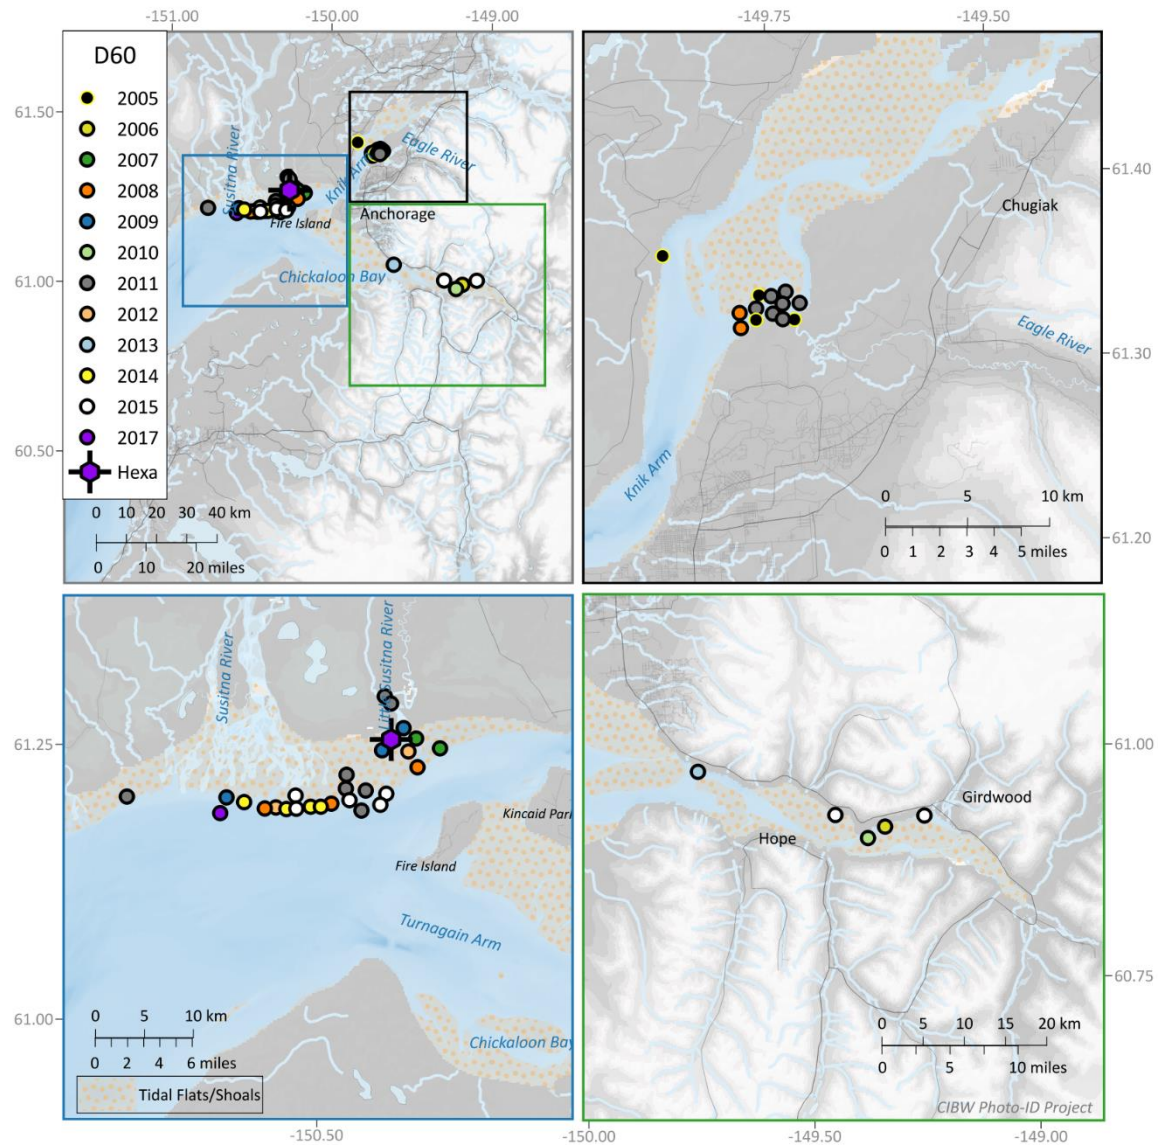 -151.00
-150.00
-149.00
-149.75
-149.50
D60
2005
2006
2007
2008
2009
2010
2011
2012
2013
2014
2015
2017
Hexa
0 10 20 30 40 km
0 10 20 miles
61.50
61.00
60.50
Susitna River
Knik Arm
Eagle River
Anchorage
Fire Island
Chickaloon Bay
61.40
61.30
61.20
Chugiak
Eagle River
Knik Arm
0 5 10 km
0 1 2 3 4 5 miles
Susitna River
Little Susitna River
61.25
61.00
Kincaid Par
Fire Island
Turnagain Arm
Chickaloon Bay
0 5 10 km
0 2 4 6 miles
Tidal Flats/Shoals
-150.50
61.00
60.75
Girdwood
Hope
0 5 10 15 20 km
0 5 10 miles
CIBW Photo-ID Project
-150.00
-149.50
-149.00